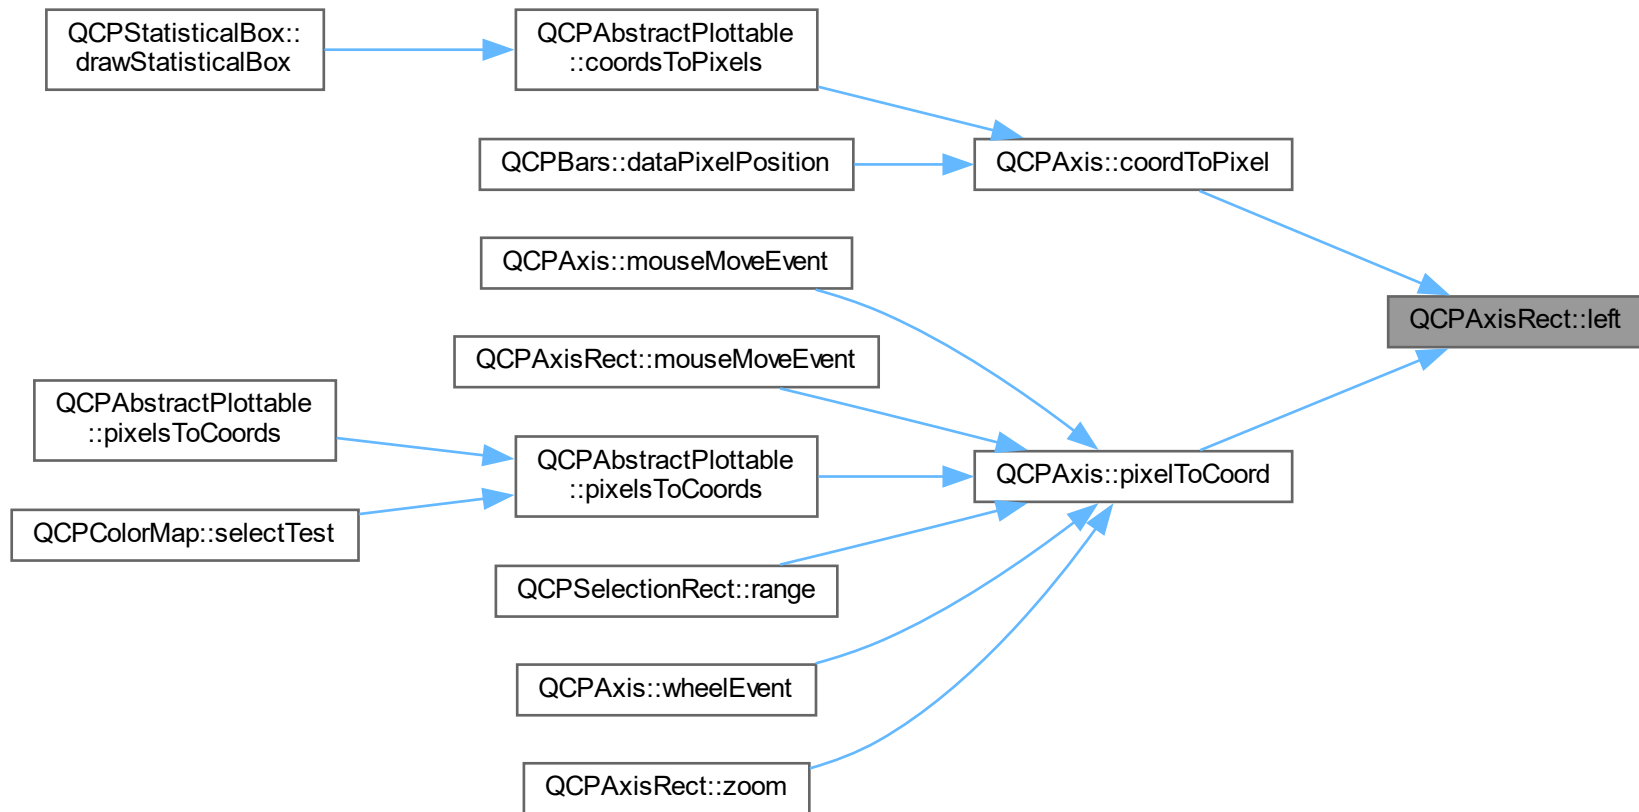 QCPStatisticalBox::
drawStatisticalBox
QCPAbstractPlottable
::coordsToPixels
QCPBars::dataPixelPosition
QCPAxis::coordToPixel
QCPAxis::mouseMoveEvent
QCPAxisRect::left
QCPAxisRect::mouseMoveEvent
QCPAbstractPlottable
::pixelsToCoords
QCPAbstractPlottable
::pixelsToCoords
QCPAxis::pixelToCoord
QCPColorMap::selectTest
QCPSelectionRect::range
QCPAxis::wheelEvent
QCPAxisRect::zoom